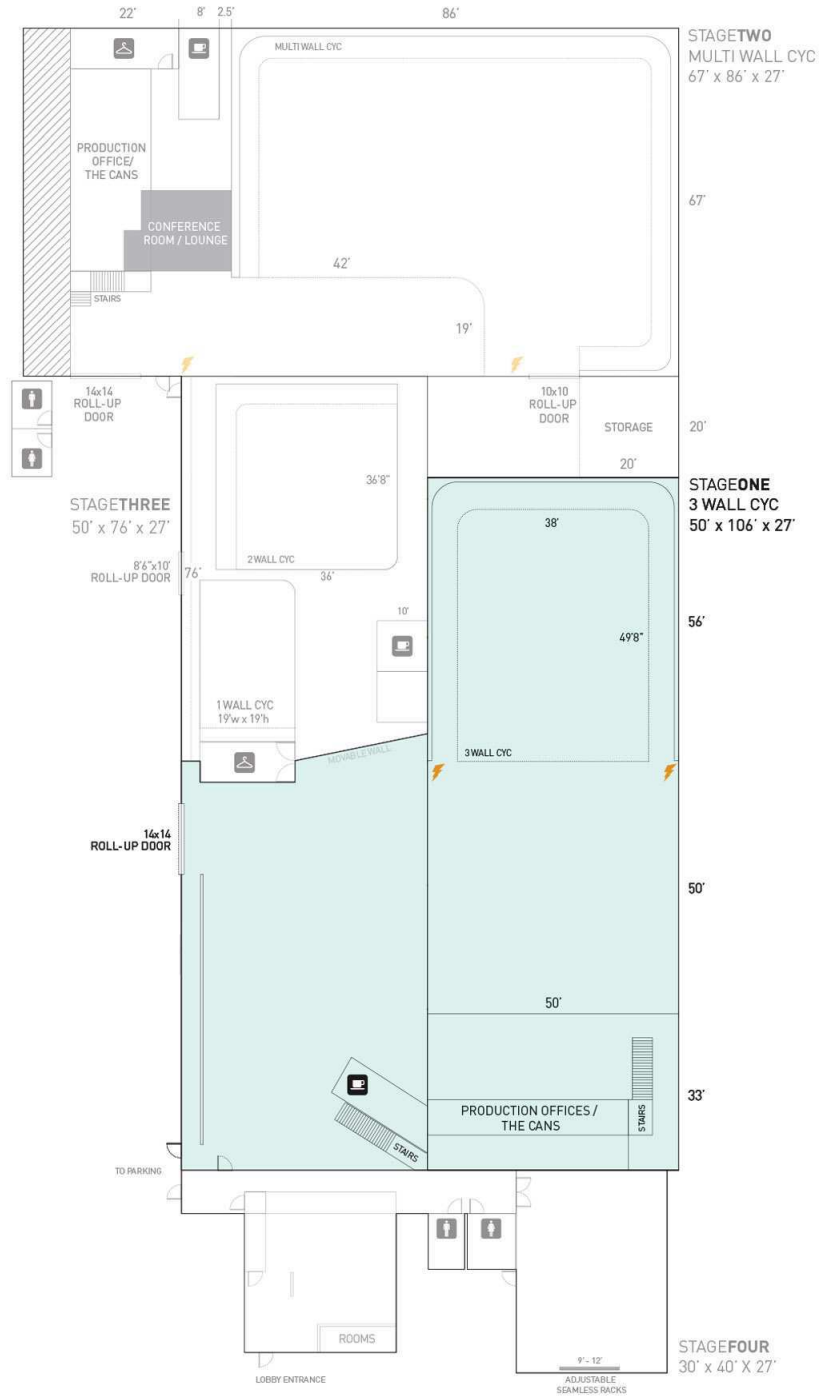 22'
8'
2.5'
86'
MULTI WALL CYC
STAGETWO
MULTI WALL CYC
67' x 86' x 27'
PRODUCTION
OFFICE/
THE CANS
67'
CONFERENCE
ROOM / LOUNGE
42'
STAIRS
19'
14x14
ROLL-UP
DOOR
10x10
ROLL-UP
DOOR
STORAGE
20'
20'
36'8"
STAGETHREE
50' x 76' x 27'
STAGEONE
3 WALL CYC
50' x 106' x 27'
38'
2 WALL CYC
8'6"x10'
ROLL-UP DOOR
76'
36'
10'
56'
49'8"
1 WALL CYC
19'w x 19'h
MOVABLE WALL
3 WALL CYC
14x14
ROLL-UP DOOR
50'
50'
33'
PRODUCTION OFFICES /
THE CANS
STAIRS
STAIRS
TO PARKING
ROOMS
LOBBY ENTRANCE
STAGEFOUR
30' x 40' X 27'
9' - 12'
ADJUSTABLE
SEAMLESS RACKS